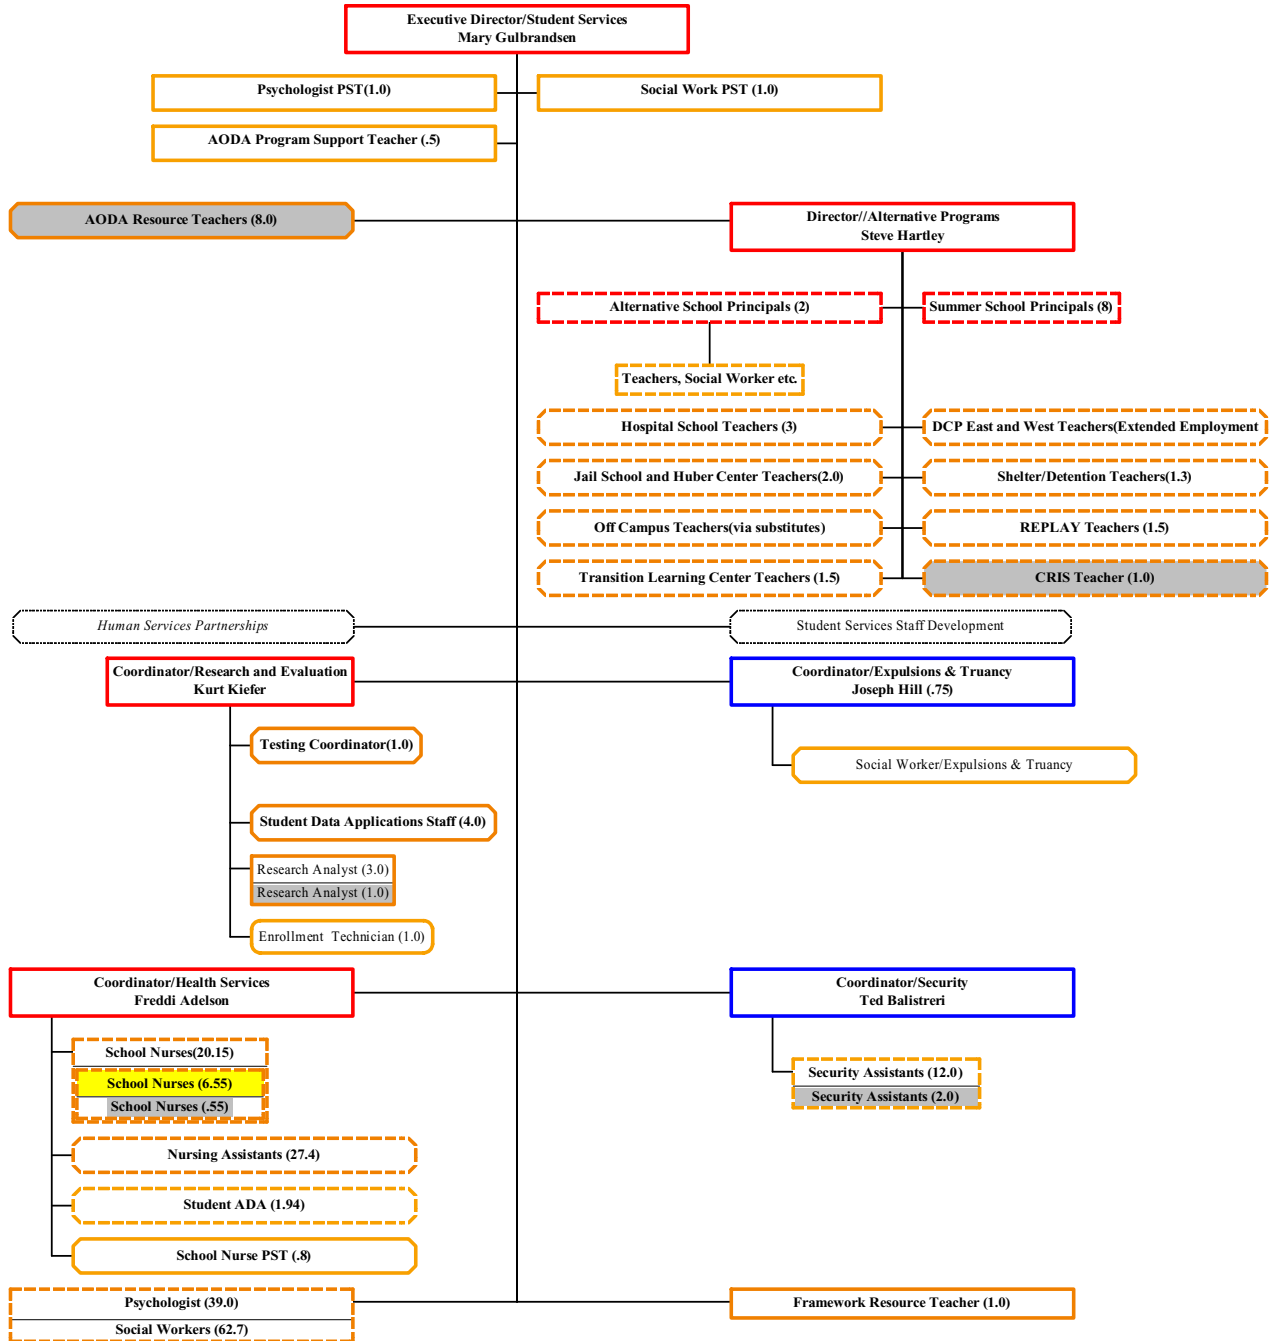 Executive Director/Student Services
Mary Gulbrandsen
Psychologist PST(1.0)
Social Work PST (1.0)
AODA Program Support Teacher (.5)
AODA Resource Teachers (8.0)
Director//Alternative Programs
Steve Hartley
Alternative School Principals (2)
Summer School Principals (8)
Teachers, Social Worker etc.
Hospital School Teachers (3)
DCP East and West Teachers(Extended Employment
Jail School and Huber Center Teachers(2.0)
Shelter/Detention Teachers(1.3)
Off Campus Teachers(via substitutes)
REPLAY Teachers (1.5)
Transition Learning Center Teachers (1.5)
CRIS Teacher (1.0)
Human Services Partnerships
Student Services Staff Development
Coordinator/Research and Evaluation
Kurt Kiefer
Coordinator/Expulsions & Truancy
Joseph Hill (.75)
Testing Coordinator(1.0)
Social Worker/Expulsions & Truancy
Student Data Applications Staff (4.0)
Research Analyst (3.0)
Research Analyst (1.0)
Enrollment Technician (1.0)
Coordinator/Health Services
Freddi Adelson
Coordinator/Security
Ted Balistreri
School Nurses(20.15)
School Nurses (6.55)
School Nurses (.55)
Security Assistants (12.0)
Security Assistants (2.0)
Nursing Assistants (27.4)
Student ADA (1.94)
School Nurse PST (.8)
Psychologist (39.0)
Social Workers (62.7)
Framework Resource Teacher (1.0)